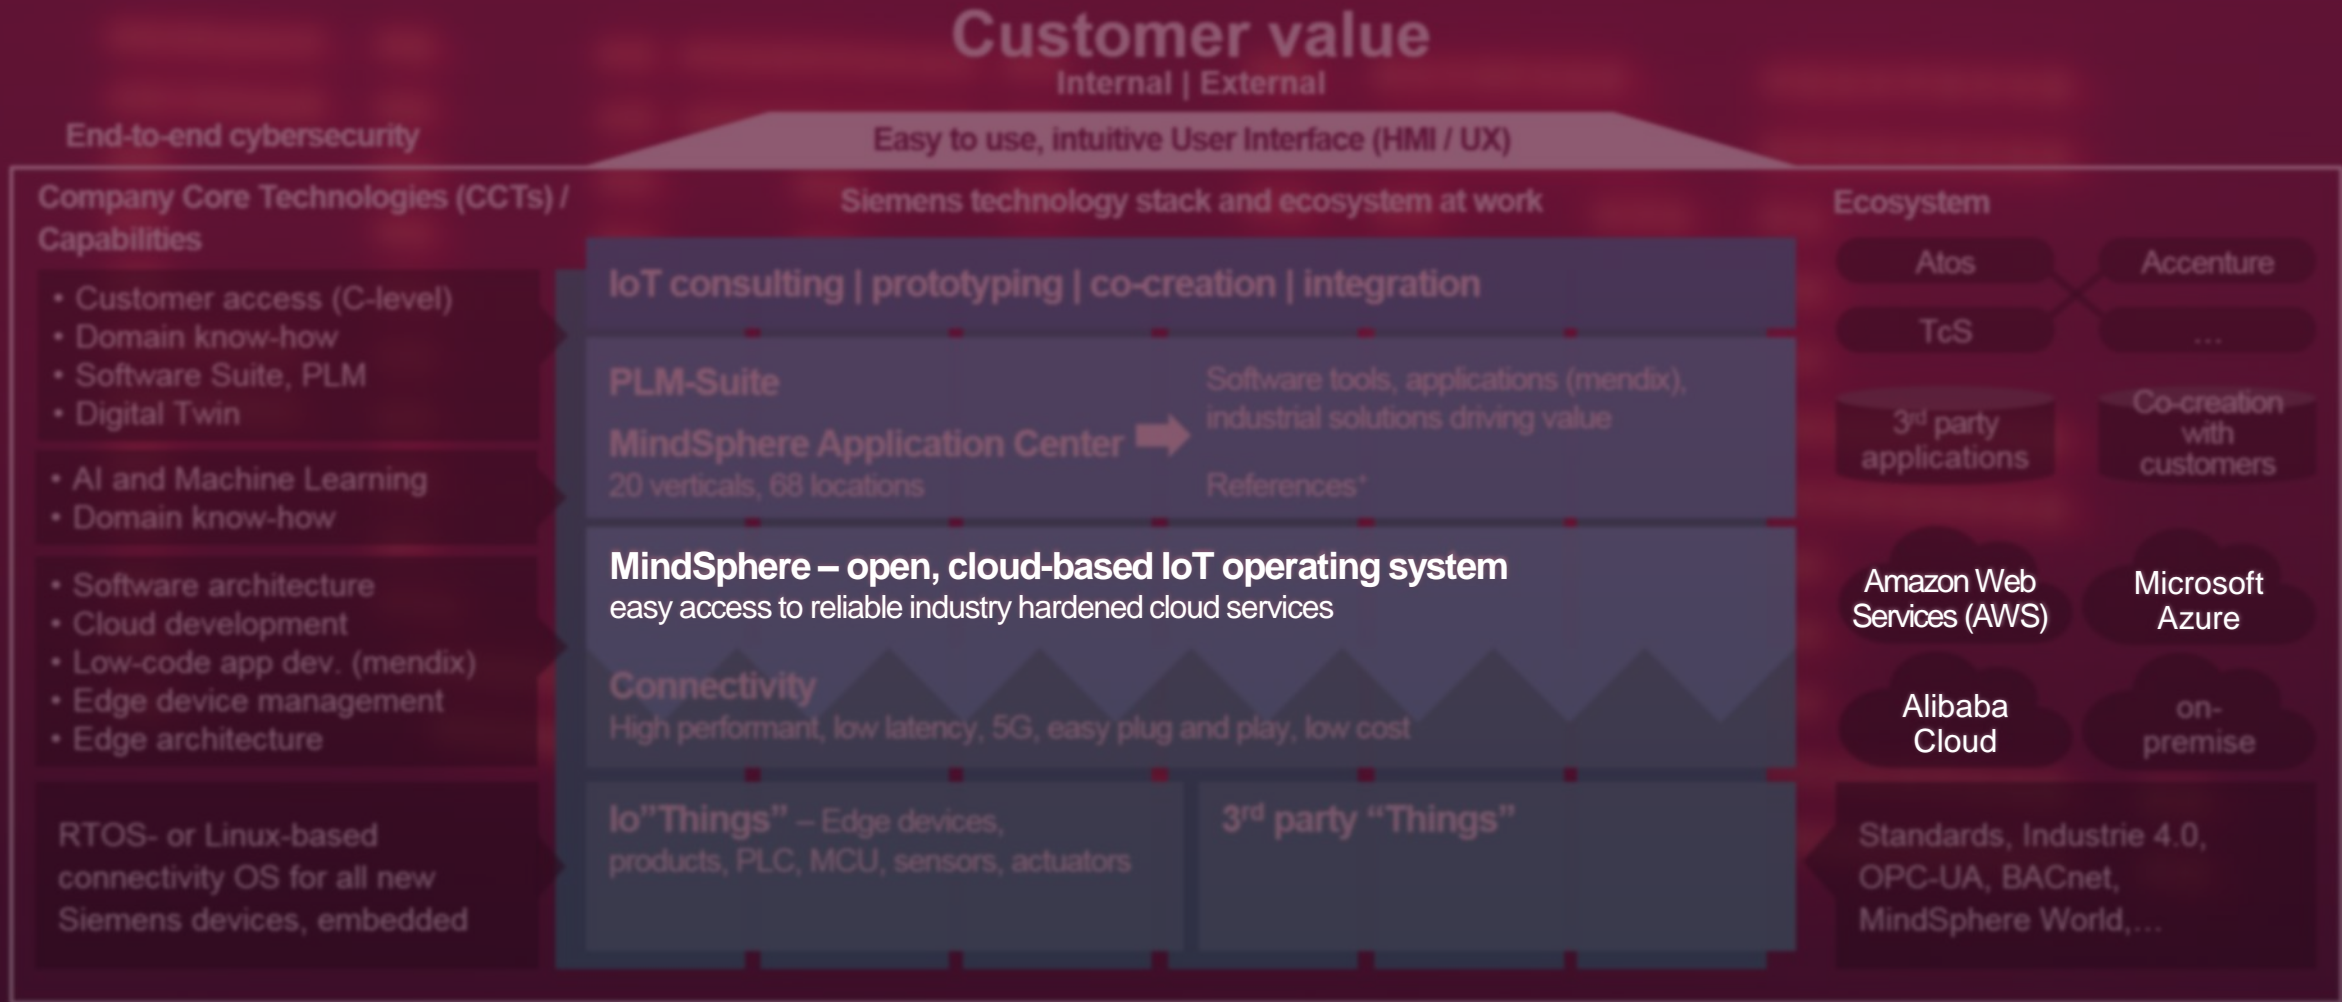 Customer value
Internal | External
End-to-end cybersecurity
Easy to use, intuitive User Interface (HMI / UX)
Company Core Technologies (CCTs) /
Capabilities
• Customer access (C-level)
• Domain know-how
• Software Suite, PLM
• Digital Twin
• AI and Machine Learning
• Domain know-how
• Software architecture
• Cloud development
• Low-code app dev. (mendix)
• Edge device management
• Edge architecture
RTOS- or Linux-based
connectivity OS for all new
Siemens devices, embedded
Siemens technology stack and ecosystem at work
IoT consulting | prototyping | co-creation | integration
PLM-Suite
MindSphere Application Center
20 verticals, 68 locations
Software tools, applications (mendix),
industrial solutions driving value
References*
MindSphere – open, cloud-based IoT operating system
easy access to reliable industry hardened cloud services
Connectivity
High performant, low latency, 5G, easy plug and play, low cost
Io”Things” – Edge devices,
products, PLC, MCU, sensors, actuators
3rd party “Things”
Ecosystem
Atos
Accenture
TcS
…
3rd party
applications
Co-creation
with
customers
Amazon Web
Services (AWS)
Microsoft
Azure
Alibaba
Cloud
on-
premise
Standards, Industrie 4.0,
OPC-UA, BACnet,
MindSphere World,…